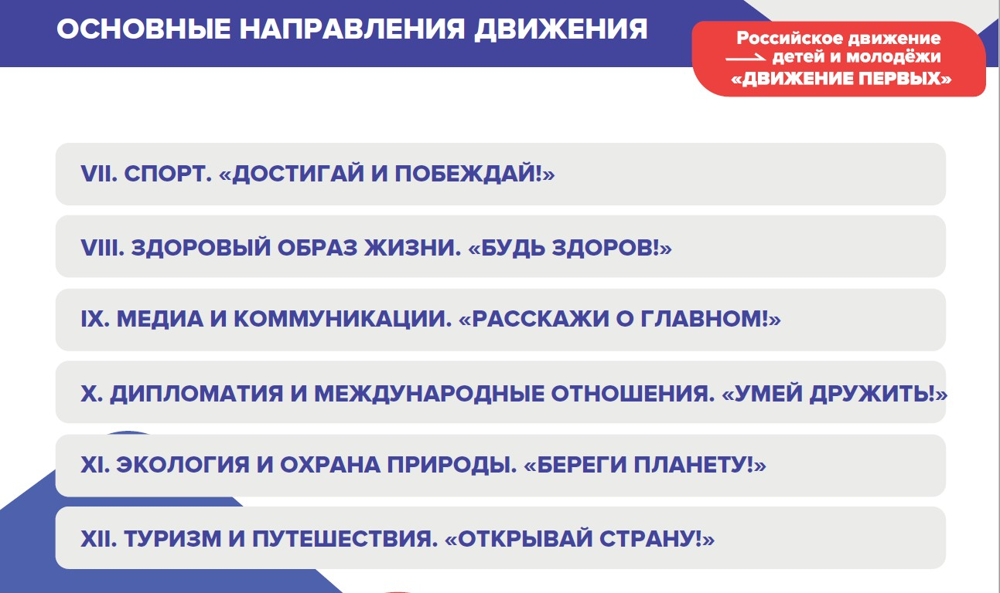 ОСНОВНЫЕ НАПРАВЛЕНИЯ ДВИЖЕНИЯ
Российское движение
детей и молодёжи
«ДВИЖЕНИЕ ПЕРВЫХ»
VII. СПОРТ. «ДОСТИГАЙ И ПОБЕЖДАЙ!»
VIII. ЗДОРОВЫЙ ОБРАЗ ЖИЗНИ. «БУДЬ ЗДОРОВ!»
IX. МЕДИА И КОММУНИКАЦИИ. «РАССКАЖИ О ГЛАВНОМ!»
X. ДИПЛОМАТИЯ И МЕЖДУНАРОДНЫЕ ОТНОШЕНИЯ. «УМЕЙ ДРУЖИТЬ!»
XI. ЭКОЛОГИЯ И ОХРАНА ПРИРОДЫ. «БЕРЕГИ ПЛАНЕТУ!»
XII. ТУРИЗМ И ПУТЕШЕСТВИЯ. «ОТКРЫВАЙ СТРАНУ!»